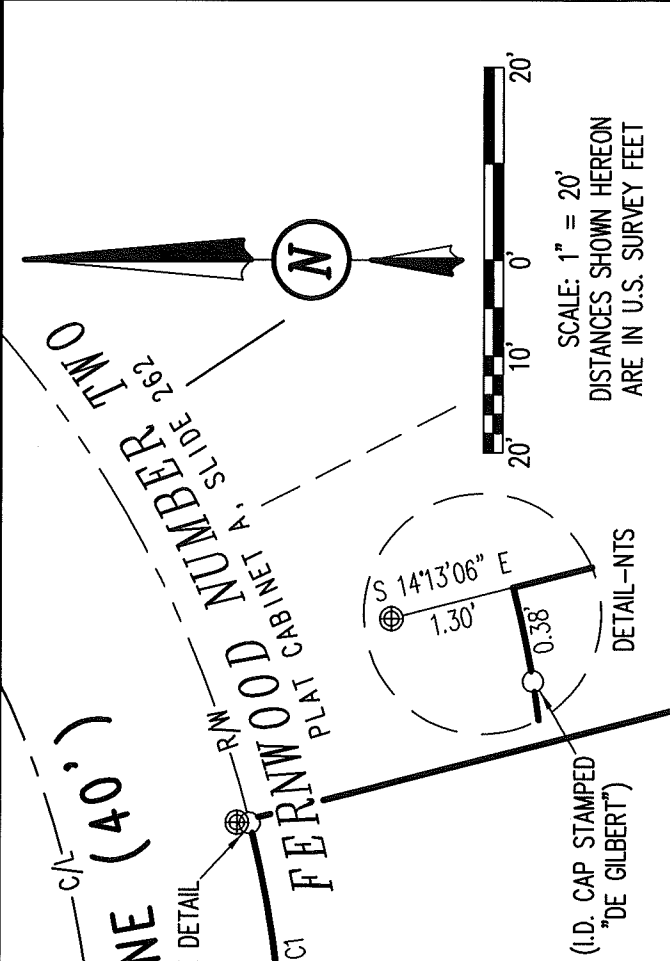 N
20'
10'
0'
20'
SCALE: 1" = 20'
DISTANCES SHOWN HEREON
ARE IN U.S. SURVEY FEET
FERNWOOD NUMBER TWO
PLAT CABINET A, SLIDE 262
C/L
NE (40')
R/W
DETAIL
C1
S 14°13'06" E
1.30'
0.38'
DETAIL-NTS
(I.D. CAP STAMPED
"DE GILBERT")